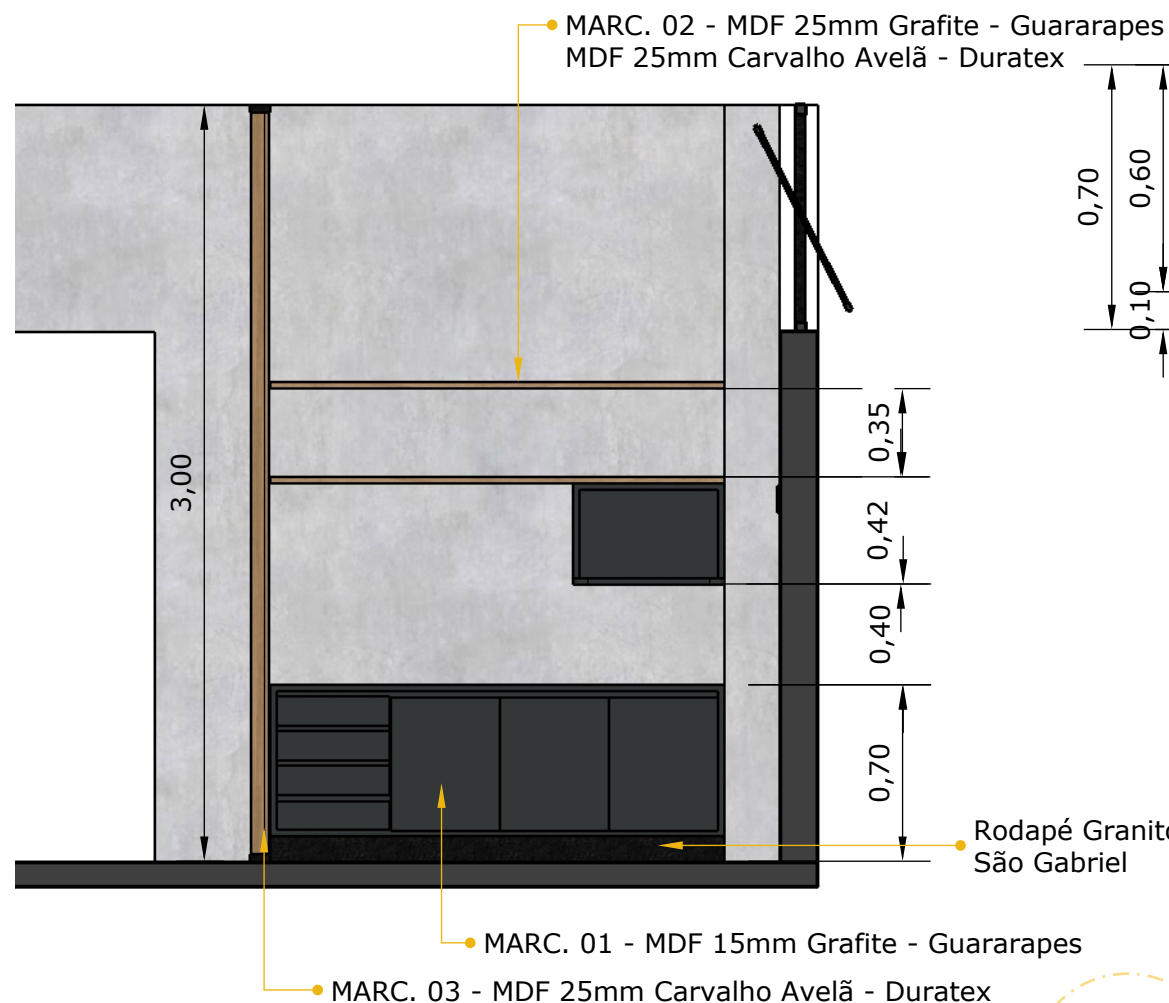 MARC. 02 - MDF 25mm Grafite - Guararapes
MDF 25mm Carvalho Avelã - Duratex
0,70
0,60
0,10
3,00
0,35
0,42
0,40
0,70
Rodapé Granito
São Gabriel
MARC. 01 - MDF 15mm Grafite - Guararapes
MARC. 03 - MDF 25mm Carvalho Avelã - Duratex